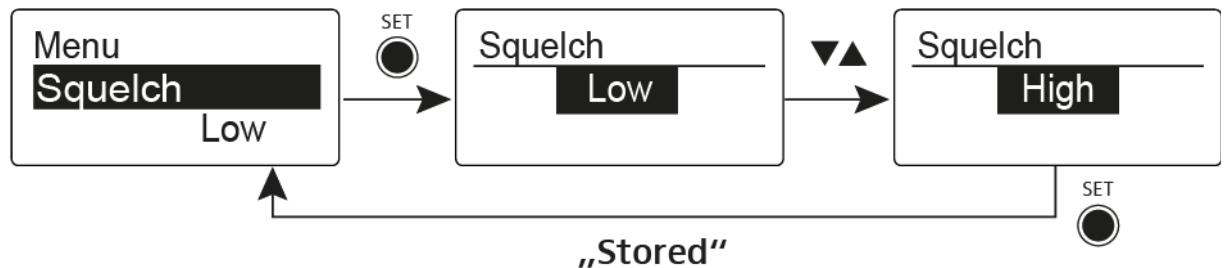 Menu
Squelch
Low
SET
Squelch
Low
▼▲
Squelch
High
SET
„Stored“